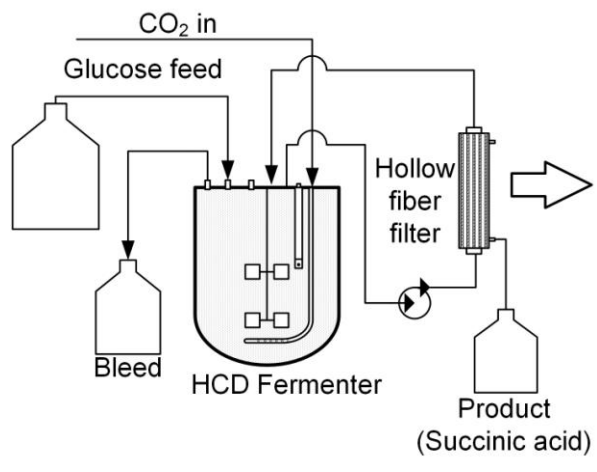 CO₂ in
Glucose feed
Hollow
fiber
filter
Bleed
HCD Fermenter
Product
(Succinic acid)